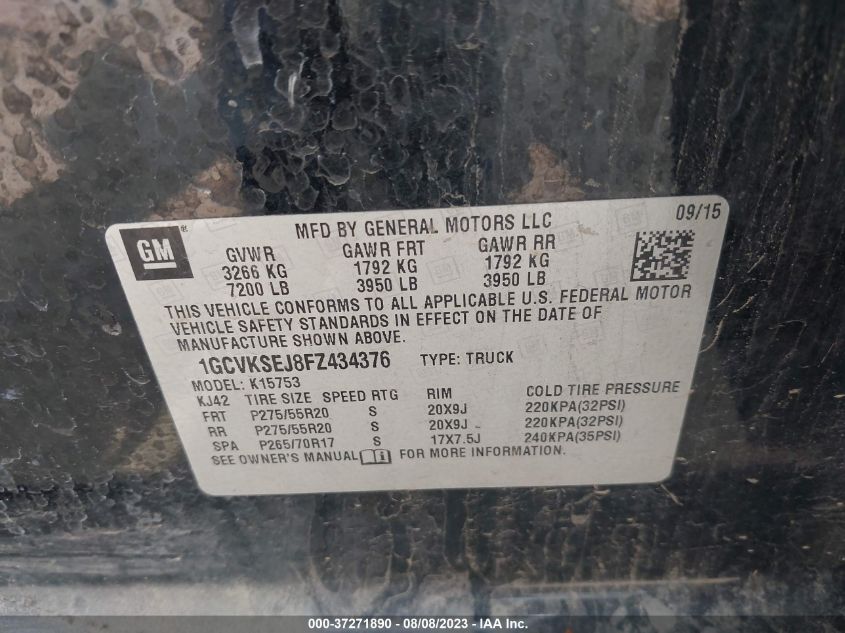 MFD BY GENERAL MOTORS LLC 09/15
GM®
GVWR GAWR FRT GAWR RR
3266 KG 1792 KG 1792 KG
7200 LB 3950 LB 3950 LB
THIS VEHICLE CONFORMS TO ALL APPLICABLE U.S. FEDERAL MOTOR
VEHICLE SAFETY STANDARDS IN EFFECT ON THE DATE OF
MANUFACTURE SHOWN ABOVE.
1GCVKSEJ8FZ434376 TYPE: TRUCK
MODEL: K15753
KJ42 TIRE SIZE SPEED RTG RIM COLD TIRE PRESSURE
FRT P275/55R20 S 20X9J 220KPA(32PSI)
RR P275/55R20 S 20X9J 220KPA(32PSI)
SPA P265/70R17 S 17X7.5J 240KPA(35PSI)
SEE OWNER'S MANUAL FOR MORE INFORMATION.
000-37271890 - 08/08/2023 - IAA Inc.